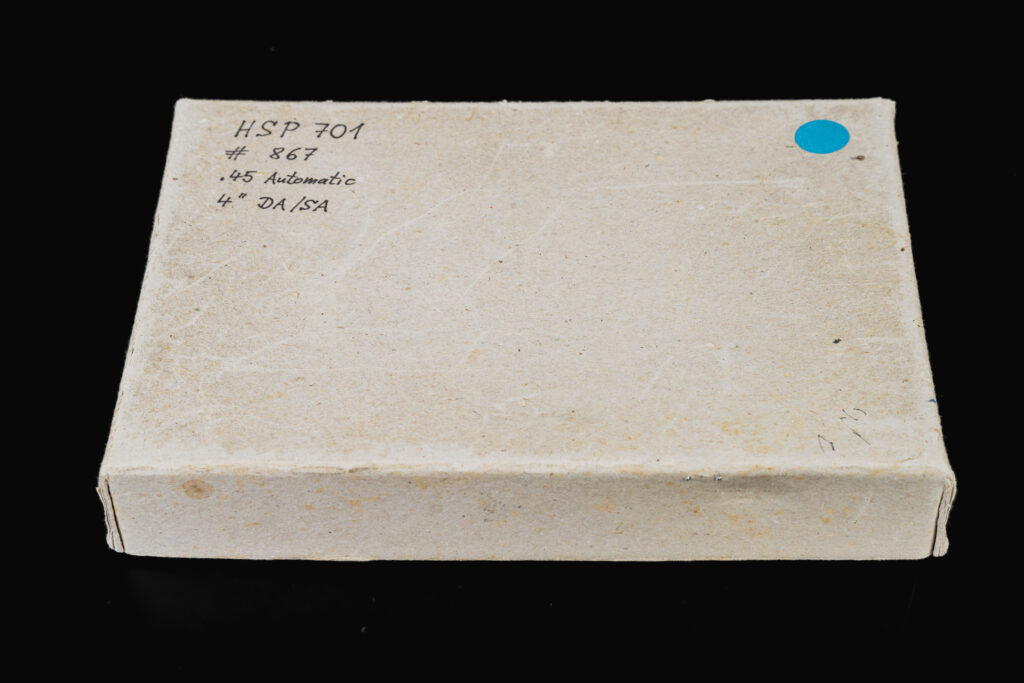 HSP 701
# 867
.45 Automatic
4" DA/SA